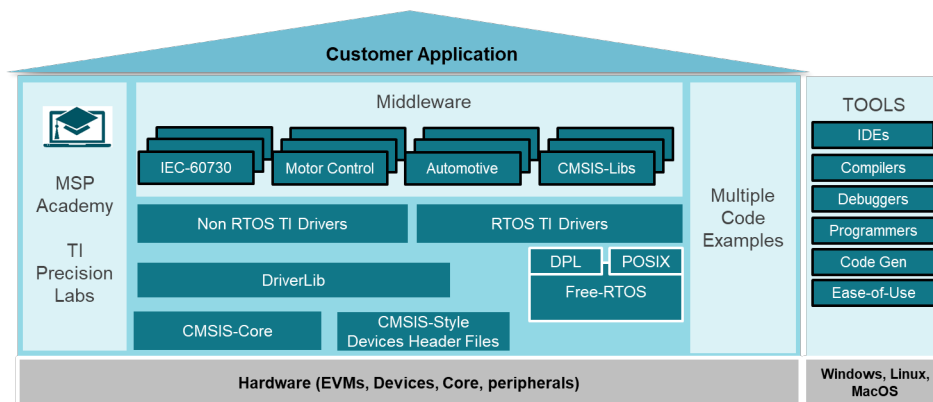 Customer Application
MSP
Academy
TI
Precision
Labs
Middleware
IEC-60730
Motor Control
Automotive
CMSIS-Libs
Non RTOS TI Drivers
RTOS TI Drivers
DriverLib
DPL
POSIX
Free-RTOS
CMSIS-Core
CMSIS-Style
Devices Header Files
Multiple
Code
Examples
TOOLS
IDEs
Compilers
Debuggers
Programmers
Code Gen
Ease-of-Use
Hardware (EVMs, Devices, Core, peripherals)
Windows, Linux,
MacOS